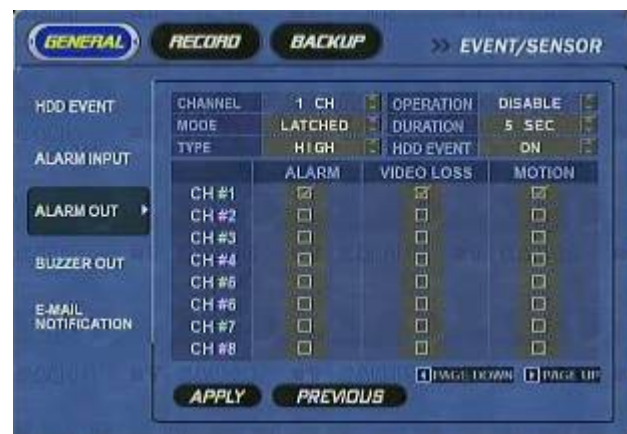 GENERAL RECORD BACKUP >> EVENT/SENSOR
HDD EVENT
ALARM INPUT
ALARM OUT
BUZZER OUT
E-MAIL
NOTIFICATION
CHANNEL 1 CH OPERATION DISABLE
MODE LATCHED DURATION 5 SEC
TYPE HIGH HDD EVENT ON
ALARM VIDEO LOSS MOTION
CH #1
CH #2
CH #3
CH #4
CH #5
CH #6
CH #7
CH #8
PAGE DOWN PAGE UP
APPLY PREVIOUS